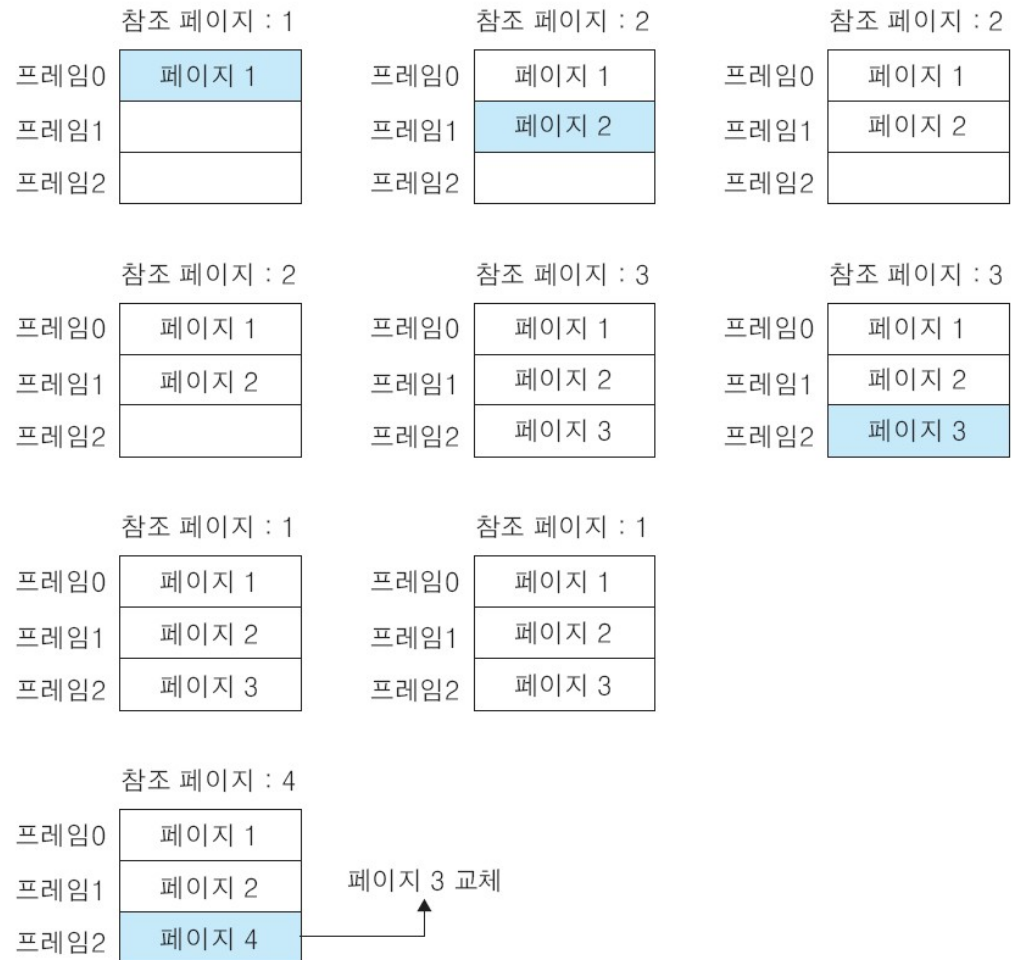 참조 페이지 : 1
프레임0 페이지 1
프레임1
프레임2
참조 페이지 : 2
프레임0 페이지 1
프레임1 페이지 2
프레임2
참조 페이지 : 2
프레임0 페이지 1
프레임1 페이지 2
프레임2
참조 페이지 : 2
프레임0 페이지 1
프레임1 페이지 2
프레임2
참조 페이지 : 3
프레임0 페이지 1
프레임1 페이지 2
프레임2 페이지 3
참조 페이지 : 3
프레임0 페이지 1
프레임1 페이지 2
프레임2 페이지 3
참조 페이지 : 1
프레임0 페이지 1
프레임1 페이지 2
프레임2 페이지 3
참조 페이지 : 1
프레임0 페이지 1
프레임1 페이지 2
프레임2 페이지 3
참조 페이지 : 4
프레임0 페이지 1
프레임1 페이지 2
프레임2 페이지 4
페이지 3 교체